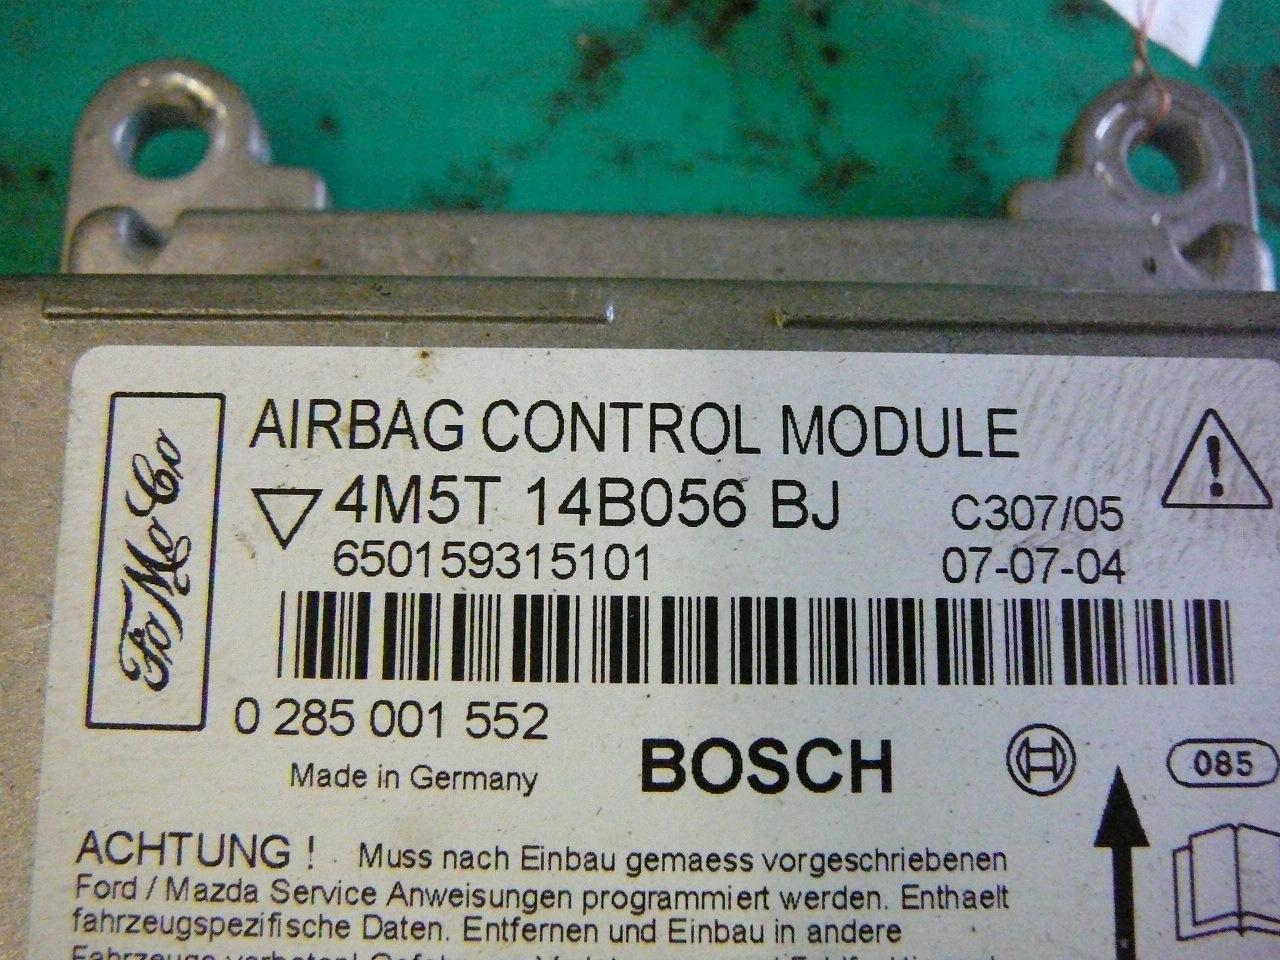 FoMoCo
AIRBAG CONTROL MODULE
4M5T 14B056 BJ C307/05
650159315101 07-07-04
0 285 001 552
Made in Germany BOSCH 085
ACHTUNG ! Muss nach Einbau gemaess vorgeschriebenen
Ford / Mazda Service Anweisungen programmiert werden. Enthaelt
fahrzeugspezifische Daten. Entfernen und Einbau in andere